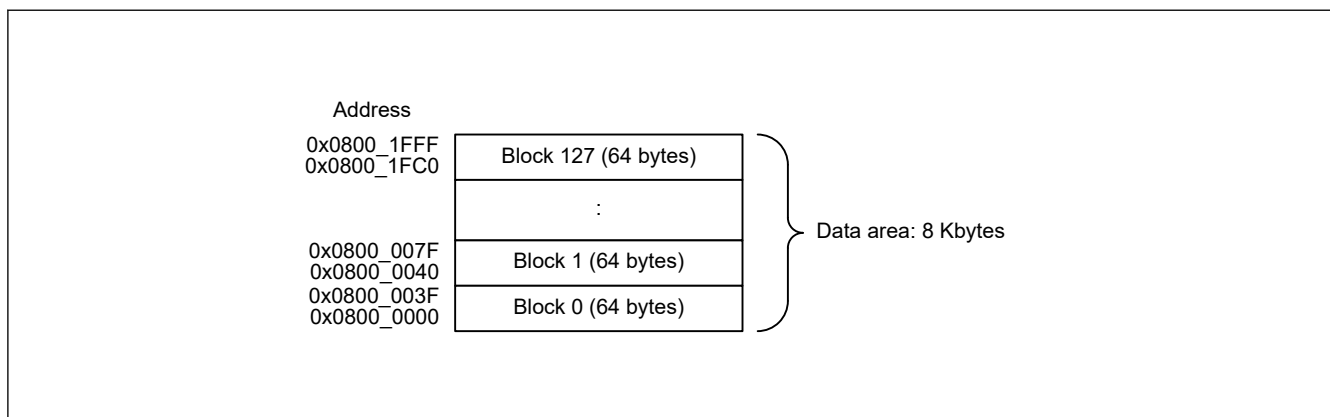 Address
0x0800_1FFF
0x0800_1FC0
Block 127 (64 bytes)
:
Data area: 8 Kbytes
0x0800_007F
0x0800_0040
Block 1 (64 bytes)
0x0800_003F
0x0800_0000
Block 0 (64 bytes)